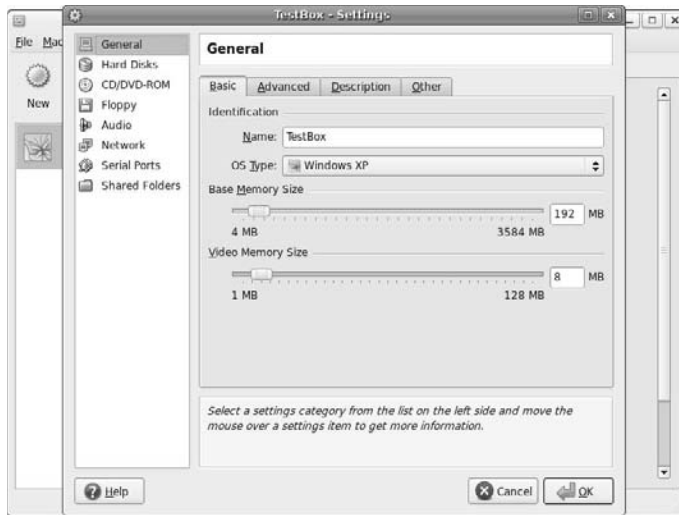 TestBox - Settings
File Mac
New
General
Hard Disks
CD/DVD-ROM
Floppy
Audio
Network
Serial Ports
Shared Folders
General
Basic Advanced Description Other
Identification
Name: TestBox
OS Type: Windows XP
Base Memory Size
192 MB
4 MB 3584 MB
Video Memory Size
8 MB
1 MB 128 MB
Select a settings category from the list on the left side and move the
mouse over a settings item to get more information.
Help Cancel OK